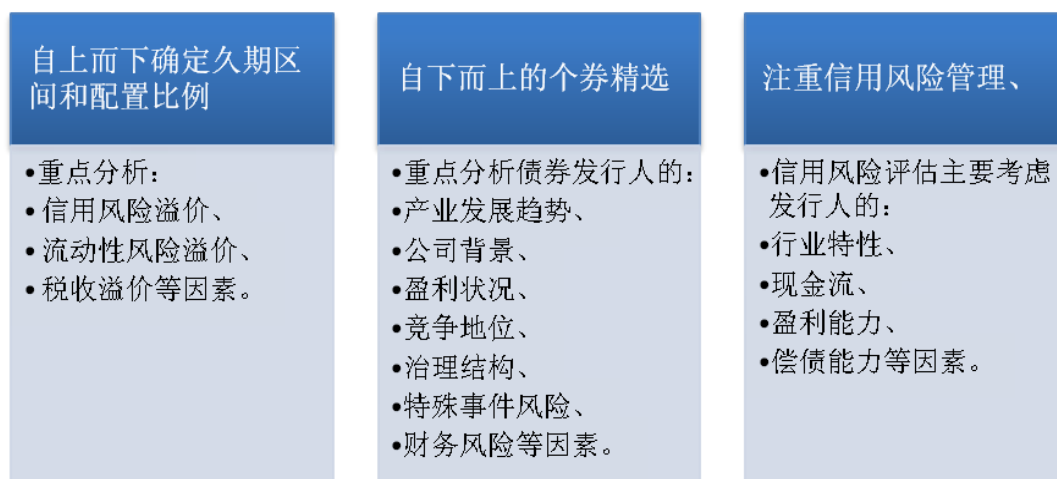 自上而下确定久期区
间和配置比例
•重点分析：
•信用风险溢价、
•流动性风险溢价、
•税收溢价等因素。
自下而上的个券精选
•重点分析债券发行人的：
•产业发展趋势、
•公司背景、
•盈利状况、
•竞争地位、
•治理结构、
•特殊事件风险、
•财务风险等因素。
注重信用风险管理、
•信用风险评估主要考虑
发行人的：
•行业特性、
•现金流、
•盈利能力、
•偿债能力等因素。